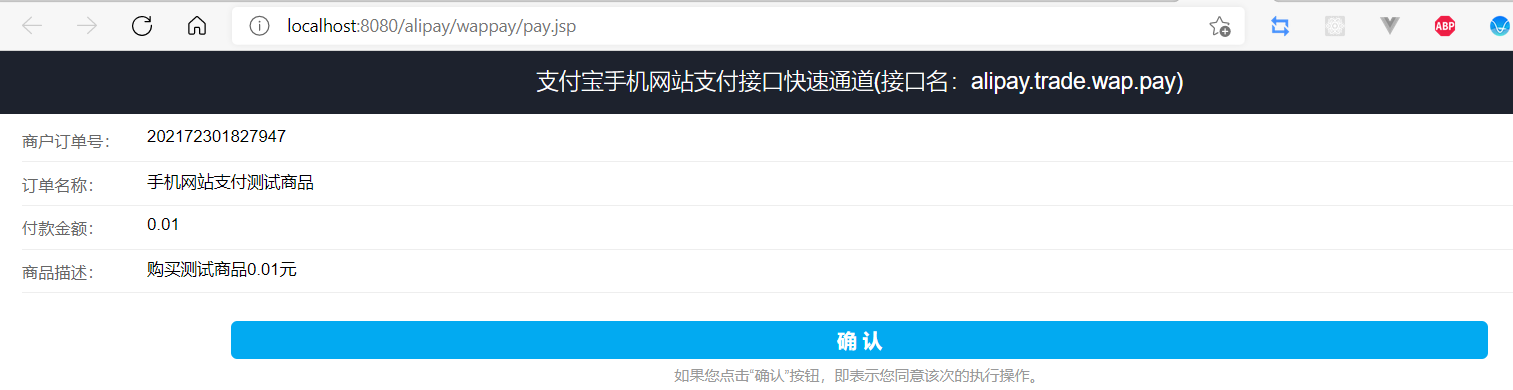 localhost:8080/alipay/wappay/pay.jsp
ABP
支付宝手机网站支付接口快速通道(接口名：alipay.trade.wap.pay)
商户订单号： 202172301827947
订单名称： 手机网站支付测试商品
付款金额： 0.01
商品描述： 购买测试商品0.01元
确 认
如果您点击“确认”按钮，即表示您同意该次的执行操作。